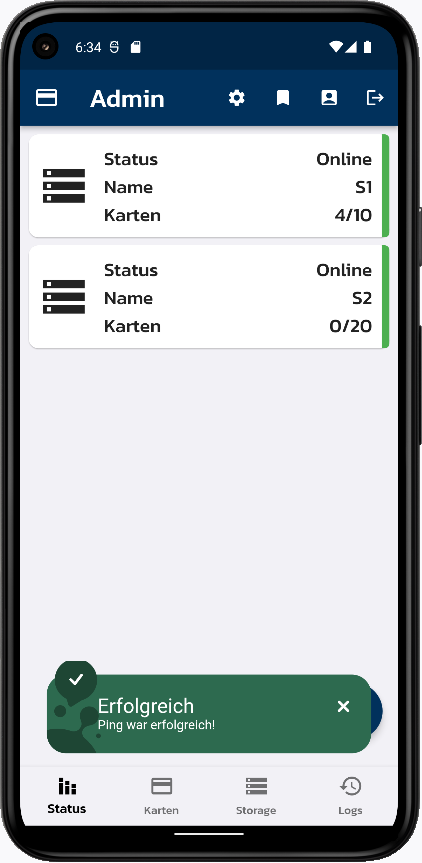 6:34
Admin
Status Online
Name S1
Karten 4/10
Status Online
Name S2
Karten 0/20
Erfolgreich
Ping war erfolgreich!
Status Karten Storage Logs